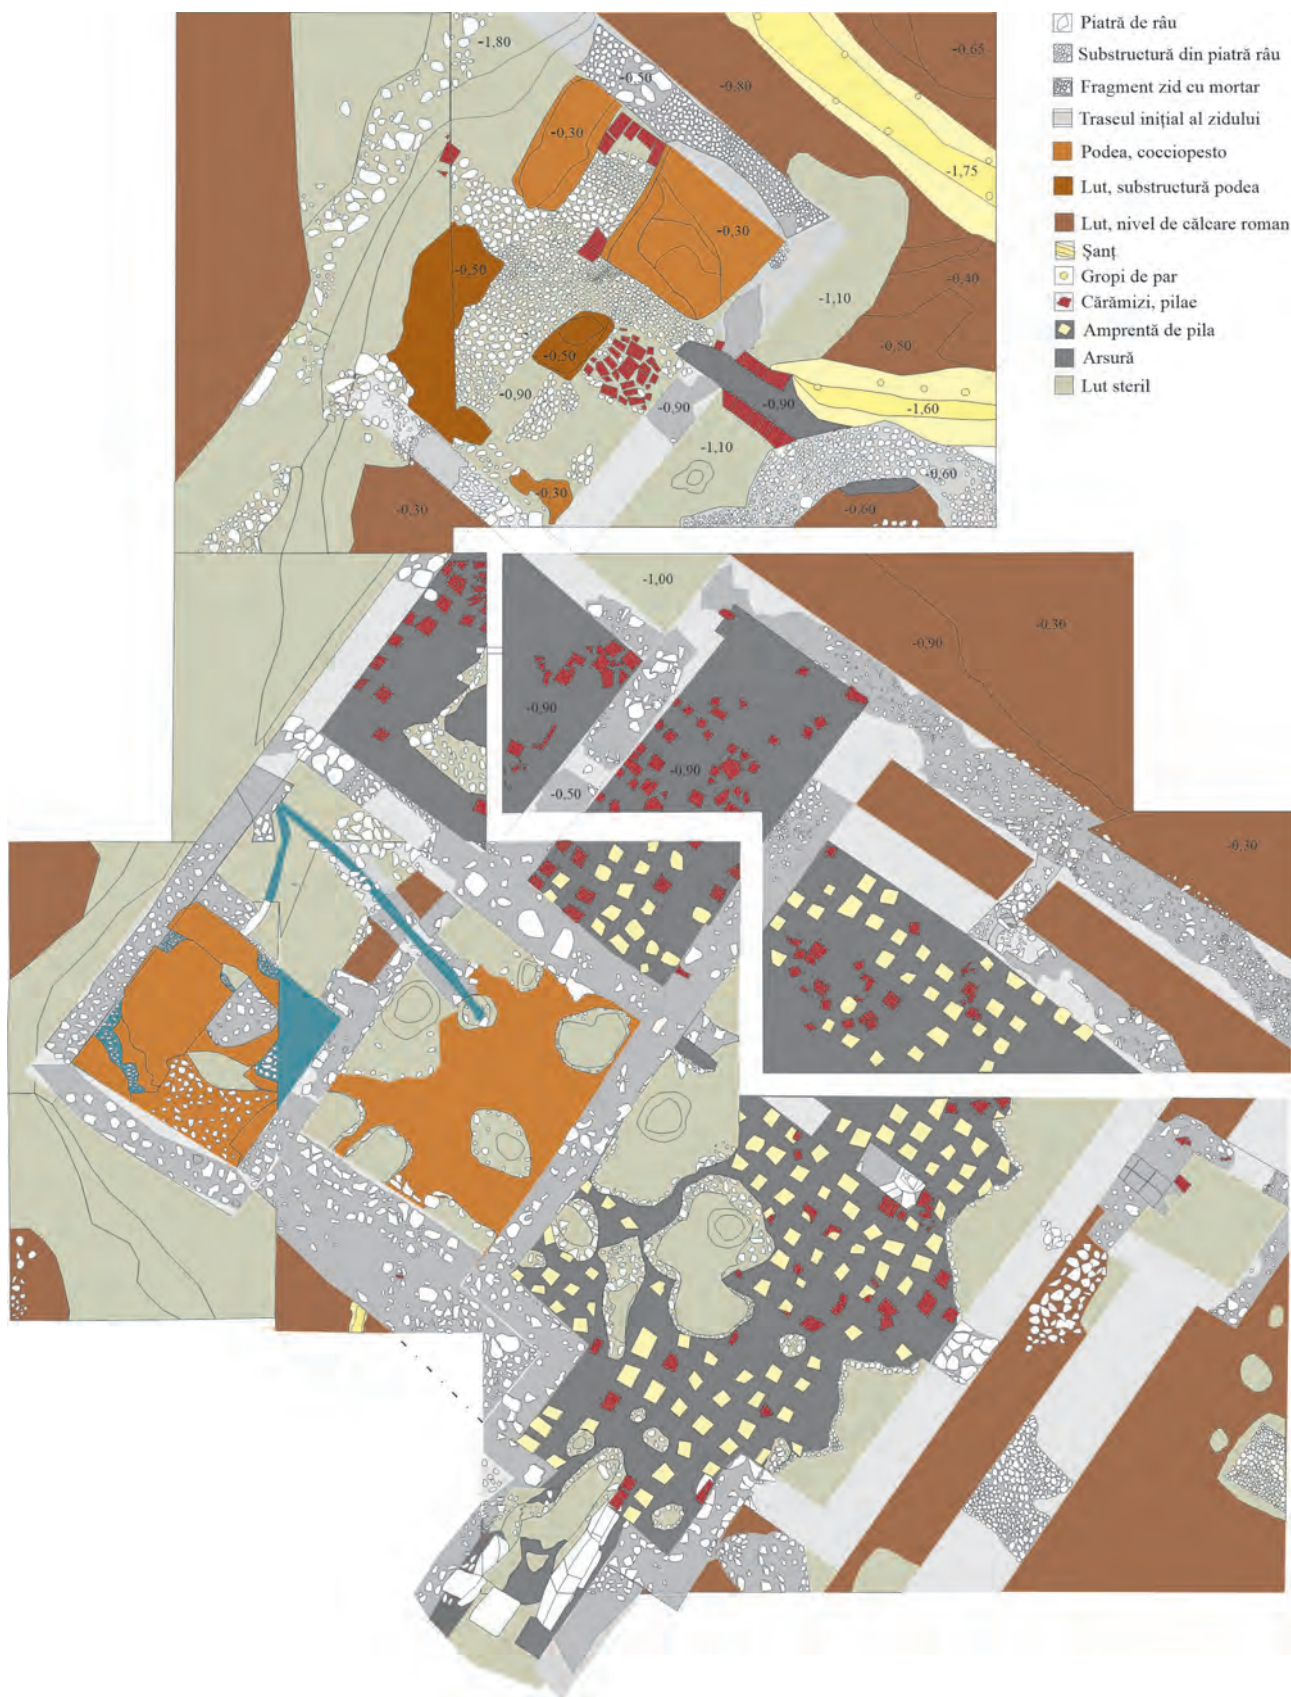 Piatră de râu
Substructură din piatră râu
Fragment zid cu mortar
Traseul inițial al zidului
Podea, cocciopesto
Lut, substructură podea
Lut, nivel de călcare roman
Șanț
Gropi de par
Cărămizi, pilae
Amprentă de pila
Arsură
Lut steril
-1,80
-0,50
-0,65
-0,80
-0,30
-1,75
-0,30
-0,50
-1,10
-0,40
-0,50
-0,50
-0,90
-0,90
-0,90
-1,60
-1,10
-0,60
-0,30
-0,30
-0,60
-1,00
-0,90
-0,30
-0,90
-0,90
-0,50
-0,30